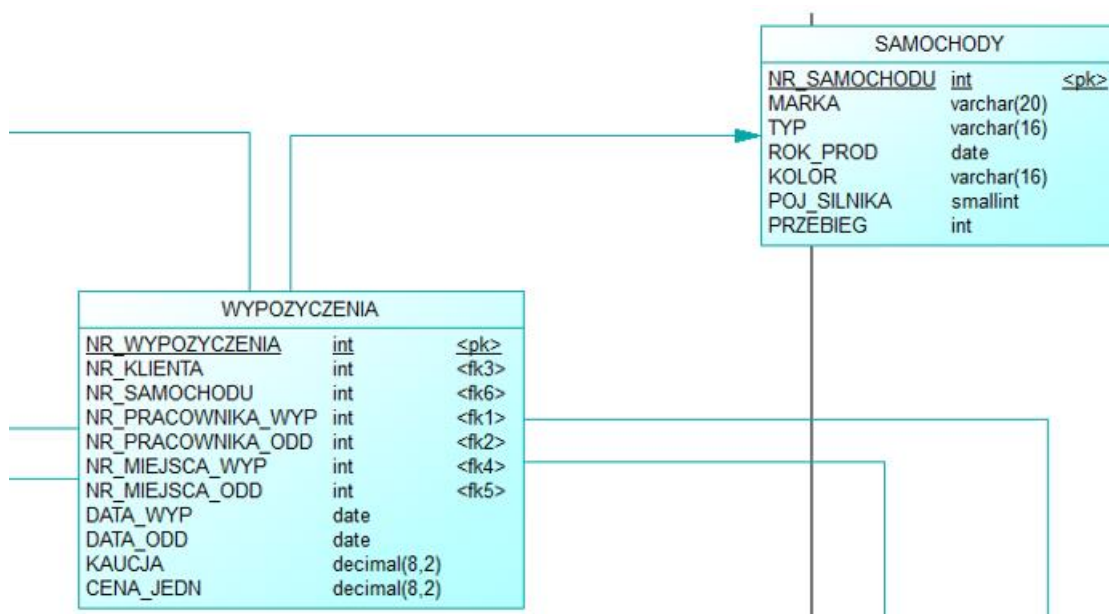 SAMOCHODY
NR_SAMOCHODU int <pk>
MARKA varchar(20)
TYP varchar(16)
ROK_PROD date
KOLOR varchar(16)
POJ_SILNIKA smallint
PRZEBIEG int
WYPOZYCZENIA
NR_WYPOZYCZENIA int <pk>
NR_KLIENTA int <fk3>
NR_SAMOCHODU int <fk6>
NR_PRACOWNIKA_WYP int <fk1>
NR_PRACOWNIKA_ODD int <fk2>
NR_MIEJSCA_WYP int <fk4>
NR_MIEJSCA_ODD int <fk5>
DATA_WYP date
DATA_ODD date
KAUCJA decimal(8,2)
CENA_JEDN decimal(8,2)